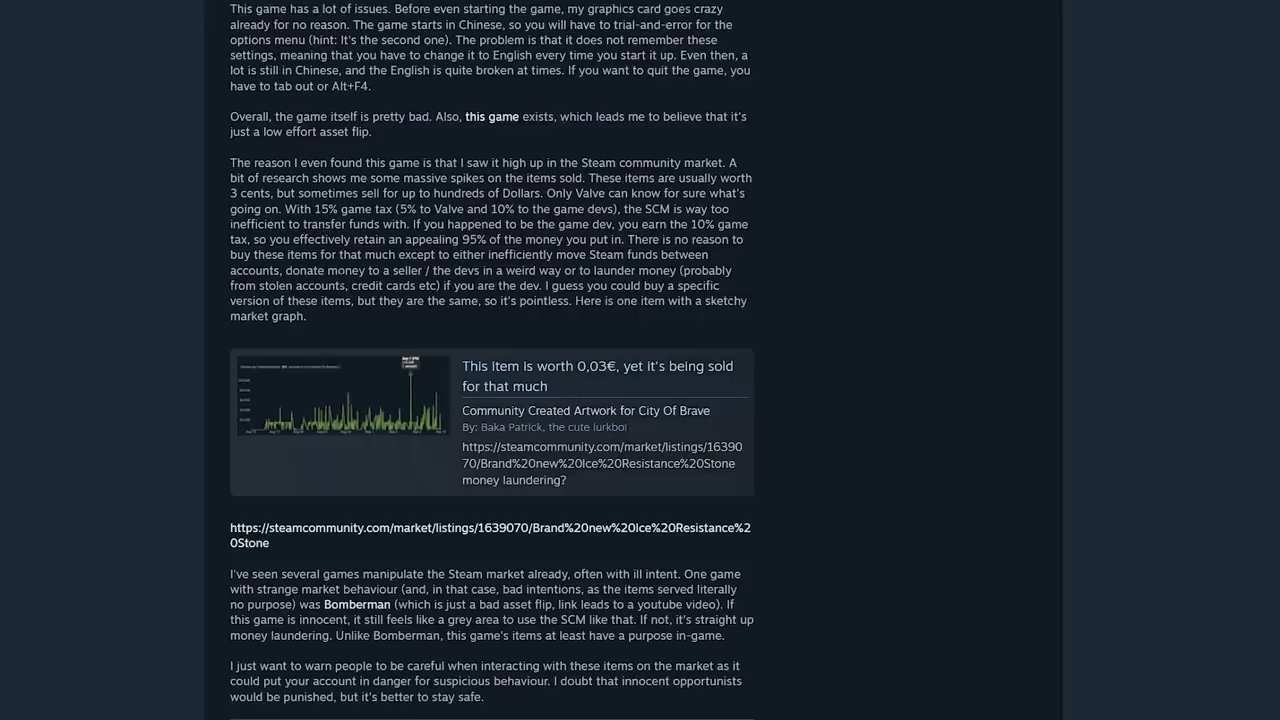 This game has a lot of issues. Before even starting the game, my graphics card goes crazy
already for no reason. The game starts in Chinese, so you will have to trial-and-error for the
options menu (hint: It's the second one). The problem is that it does not remember these
settings, meaning that you have to change it to English every time you start it up. Even then, a
lot is still in Chinese, and the English is quite broken at times. If you want to quit the game, you
have to tab out or Alt+F4.
Overall, the game itself is pretty bad. Also, this game exists, which leads me to believe that it's
just a low effort asset flip.
The reason I even found this game is that I saw it high up in the Steam community market. A
bit of research shows me some massive spikes on the items sold. These items are usually worth
3 cents, but sometimes sell for up to hundreds of Dollars. Only Valve can know for sure what's
going on. With 15% game tax (5% to Valve and 10% to the game devs), the SCM is way too
inefficient to transfer funds with. If you happened to be the game dev, you earn the 10% game
tax, so you effectively retain an appealing 95% of the money you put in. There is no reason to
buy these items for that much except to either inefficiently move Steam funds between
accounts, donate money to a seller / the devs in a weird way or to launder money (probably
from stolen accounts, credit cards etc) if you are the dev. I guess you could buy a specific
version of these items, but they are the same, so it's pointless. Here is one item with a sketchy
market graph.
This item is worth 0,03€, yet it's being sold
for that much
Community Created Artwork for City Of Brave
By: Baka Patrick, the cute lurkboi
https://steamcommunity.com/market/listings/16390
70/Brand%20new%20Ice%20Resistance%20Stone
money laundering?
https://steamcommunity.com/market/listings/1639070/Brand%20new%20Ice%20Resistance%2
0Stone
I've seen several games manipulate the Steam market already, often with ill intent. One game
with strange market behaviour (and, in that case, bad intentions, as the items served literally
no purpose) was Bomberman (which is just a bad asset flip, link leads to a youtube video). If
this game is innocent, it still feels like a grey area to use the SCM like that. If not, it's straight up
money laundering. Unlike Bomberman, this game's items at least have a purpose in-game.
I just want to warn people to be careful when interacting with these items on the market as it
could put your account in danger for suspicious behaviour. I doubt that innocent opportunists
would be punished, but it's better to stay safe.